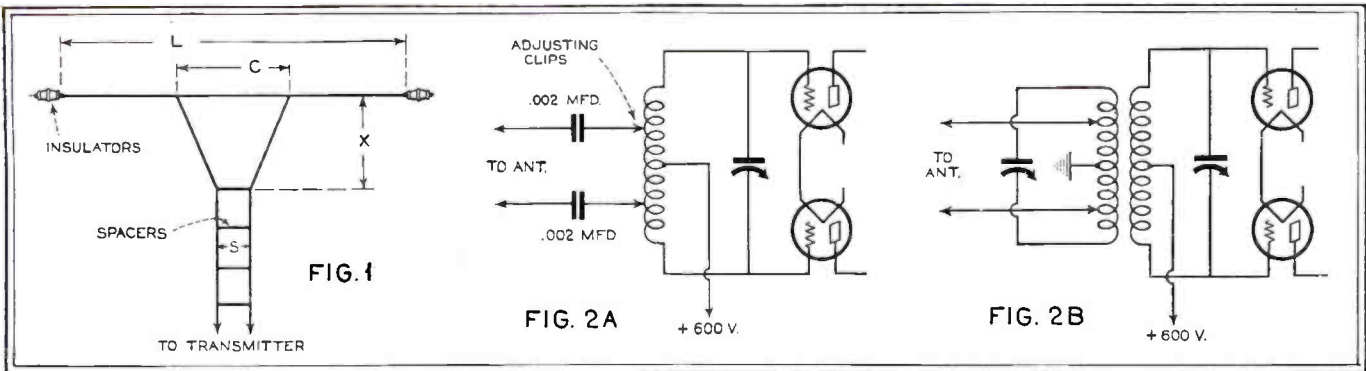 L
C
X
INSULATORS
SPACERS
S
FIG.1
TO TRANSMITTER
ADJUSTING
CLIPS
.002 MFD.
TO ANT.
.002 MFD
FIG. 2A
+ 600 V.
TO
ANT.
FIG. 2B
+ 600 V.